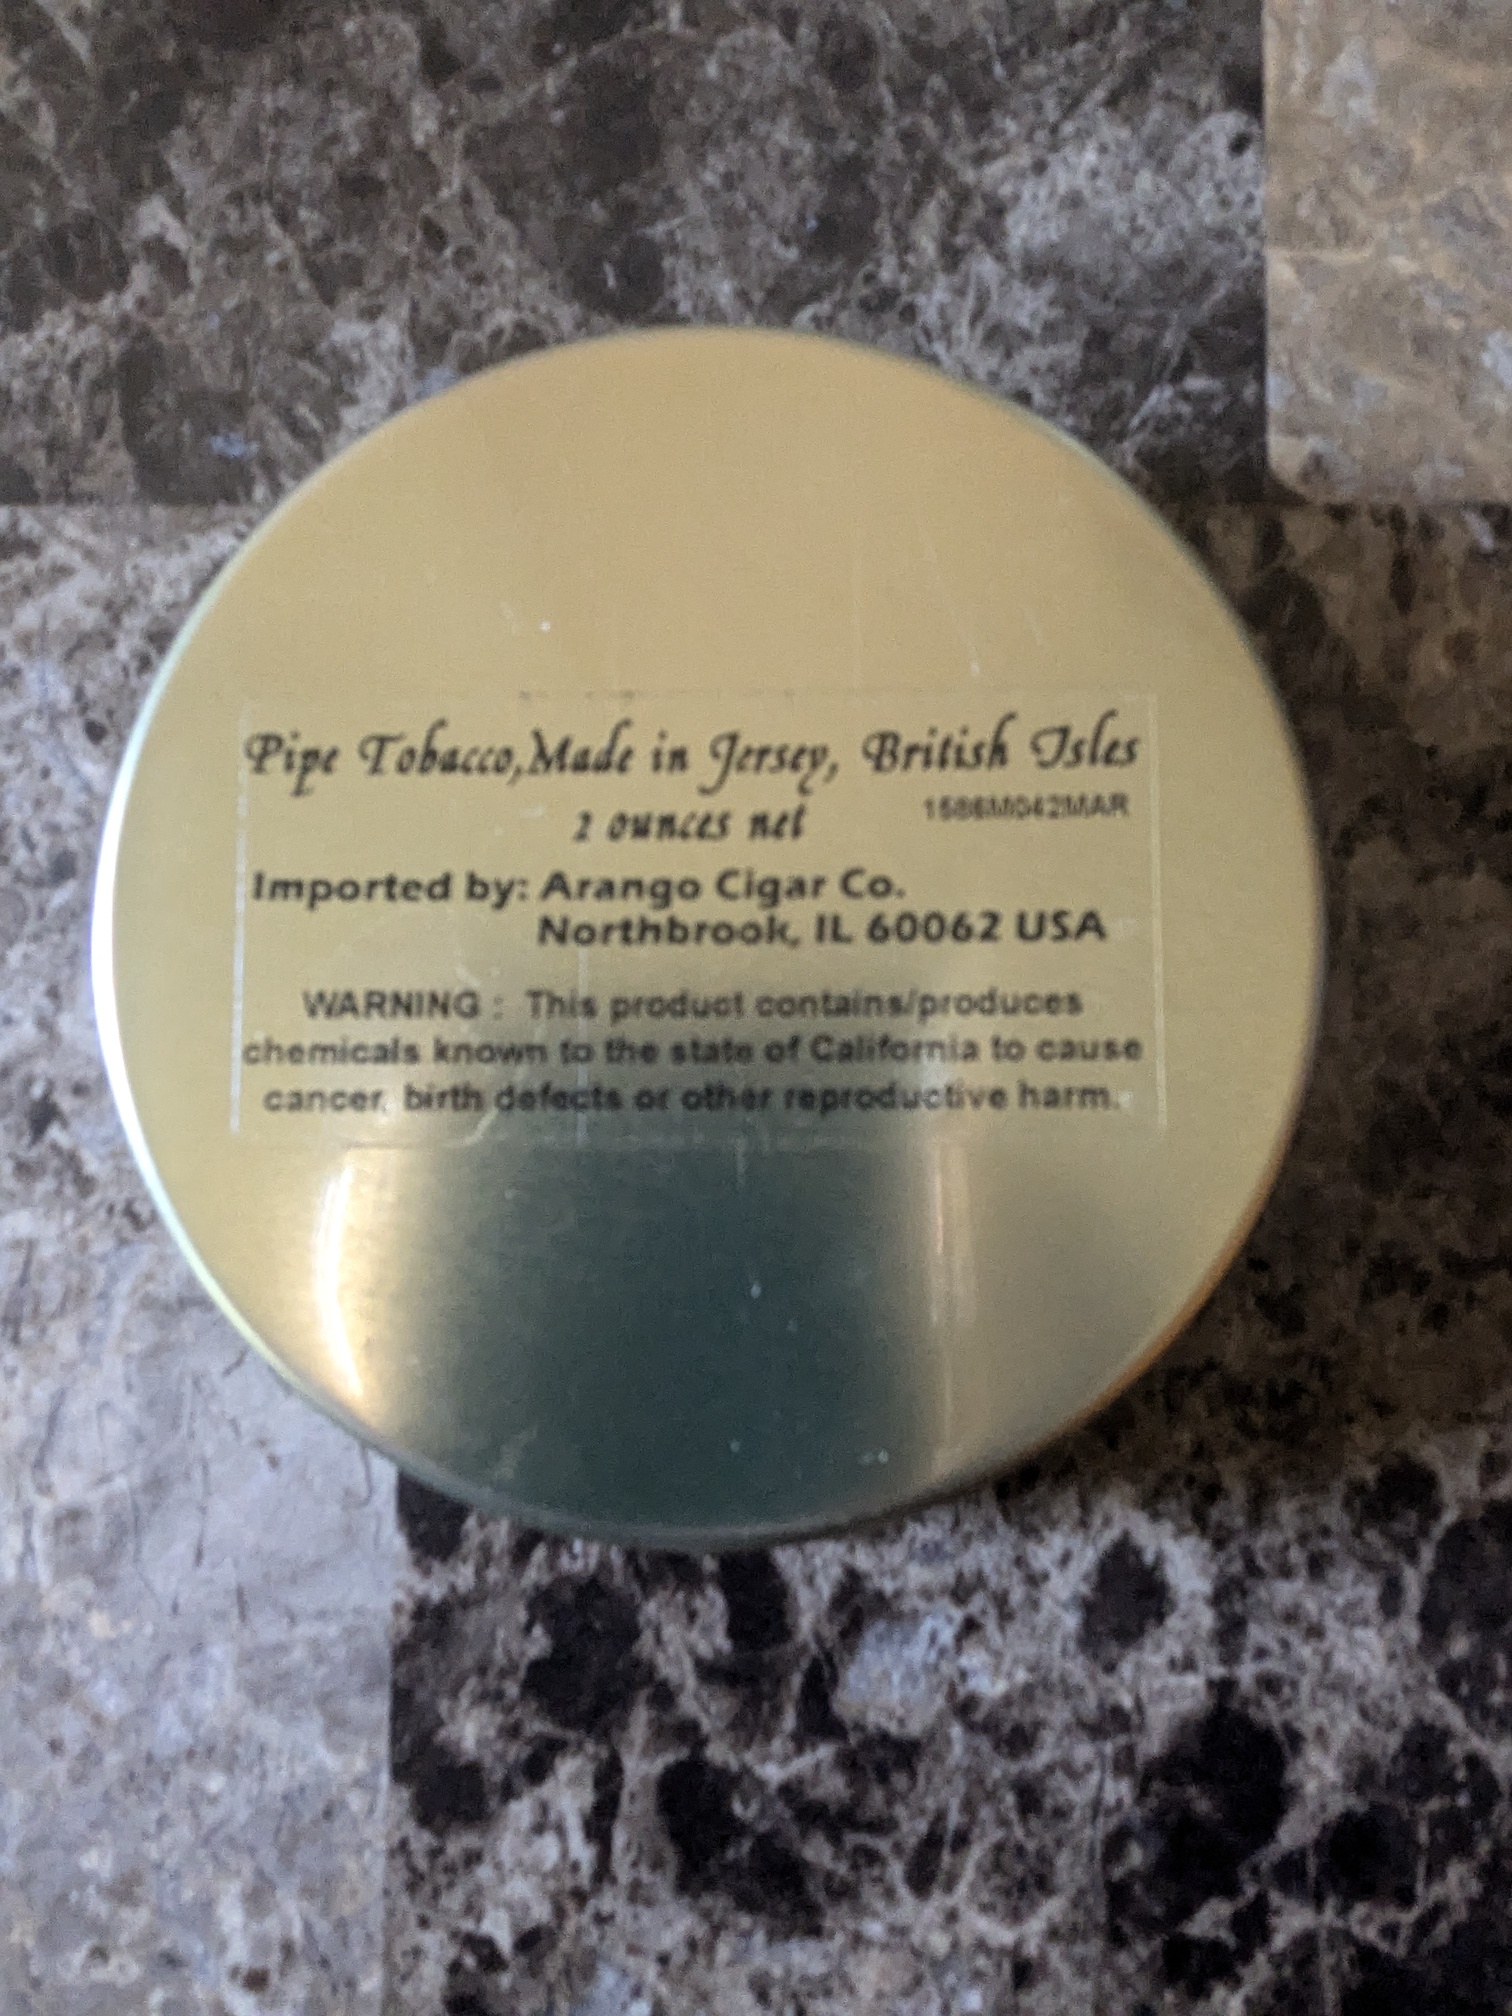 Pipe Tobacco,Made in Jersey, British Isles
2 ounces net
Imported by: Arango Cigar Co.
Northbrook, IL 60062 USA
WARNING : This product contains/produces
chemicals known to the state of California to cause
cancer, birth defects or other reproductive harm.